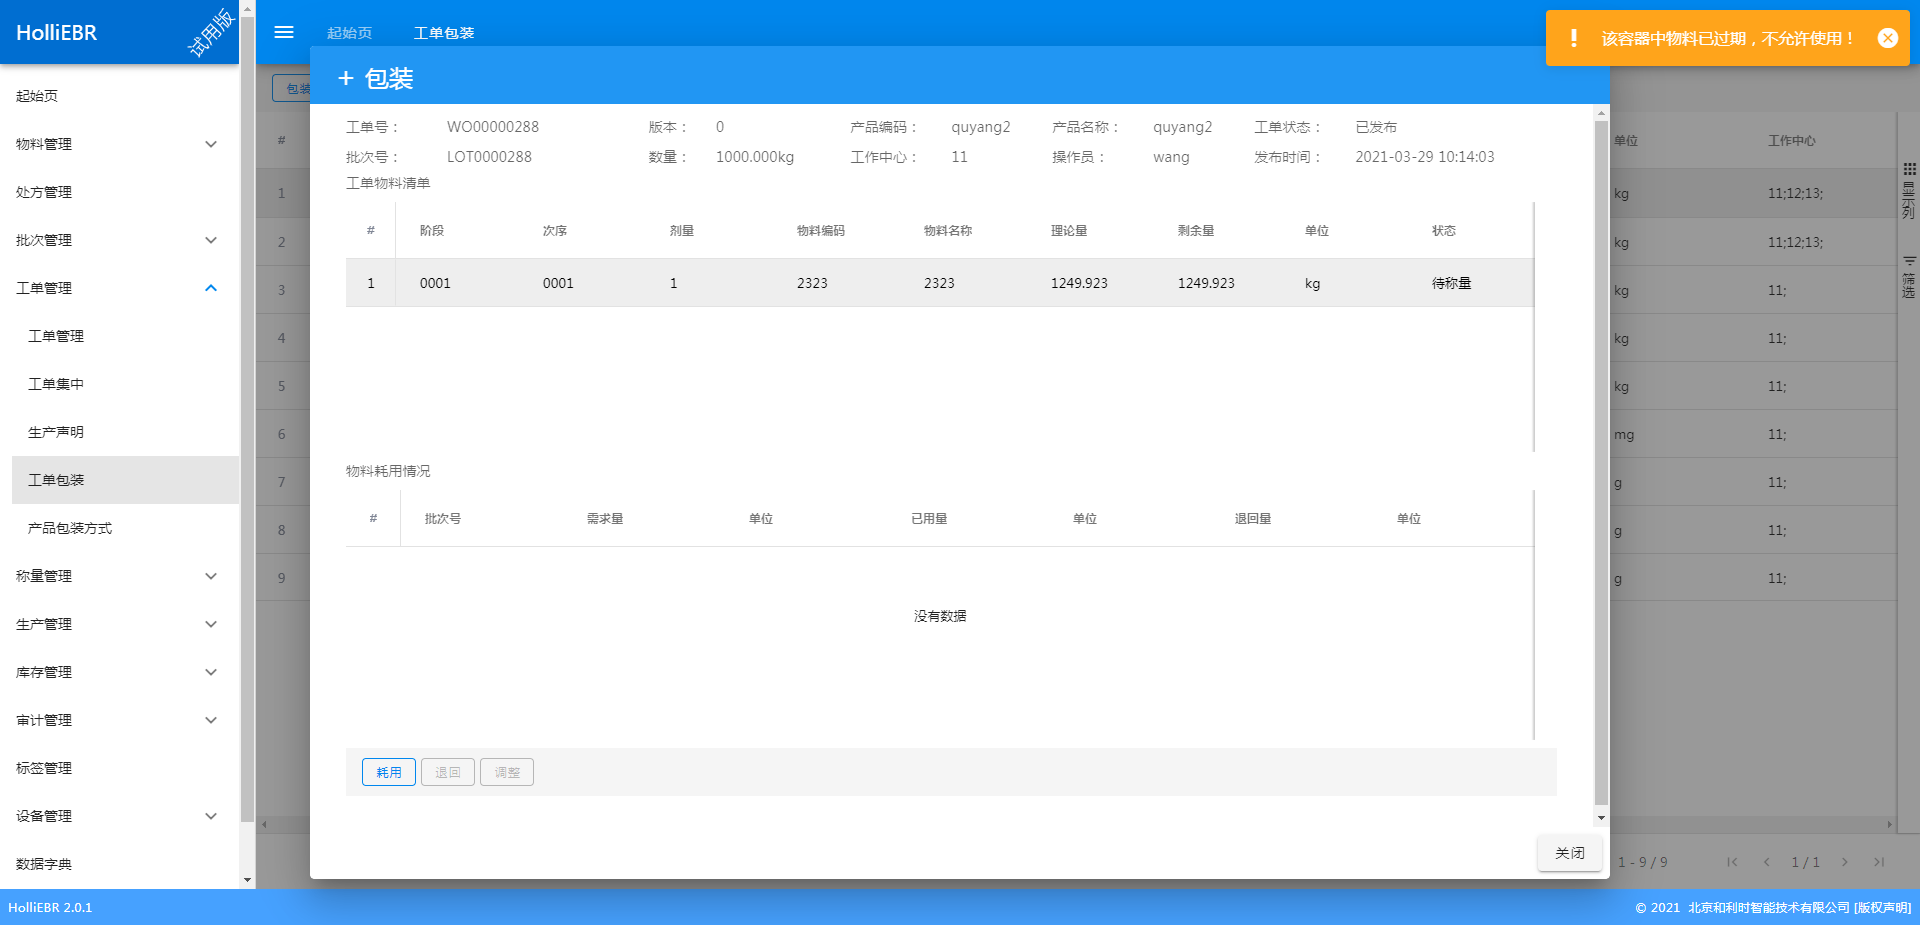 HolliEBR
试用版
起始页
工单包装
该容器中物料已过期，不允许使用！
起始页
物料管理
处方管理
批次管理
工单管理
工单管理
工单集中
生产声明
工单包装
产品包装方式
称量管理
生产管理
库存管理
审计管理
标签管理
设备管理
数据字典
包装
#
1
2
3
4
5
6
7
8
9
+ 包装
工单号： WO00000288 版本： 0 产品编码： quyang2 产品名称： quyang2 工单状态： 已发布
批次号： LOT0000288 数量： 1000.000kg 工作中心： 11 操作员： wang 发布时间： 2021-03-29 10:14:03
工单物料清单
# 阶段 次序 剂量 物料编码 物料名称 理论量 剩余量 单位 状态
1 0001 0001 1 2323 2323 1249.923 1249.923 kg 待称量
物料耗用情况
# 批次号 需求量 单位 已用量 单位 退回量 单位
没有数据
耗用 退回 调整
关闭
单位 工作中心
kg 11;12;13;
kg 11;12;13;
kg 11;
kg 11;
kg 11;
mg 11;
g 11;
g 11;
g 11;
显示列
筛选
1 - 9 / 9 1 / 1
HolliEBR 2.0.1
© 2021 北京和利时智能技术有限公司 [版权声明]